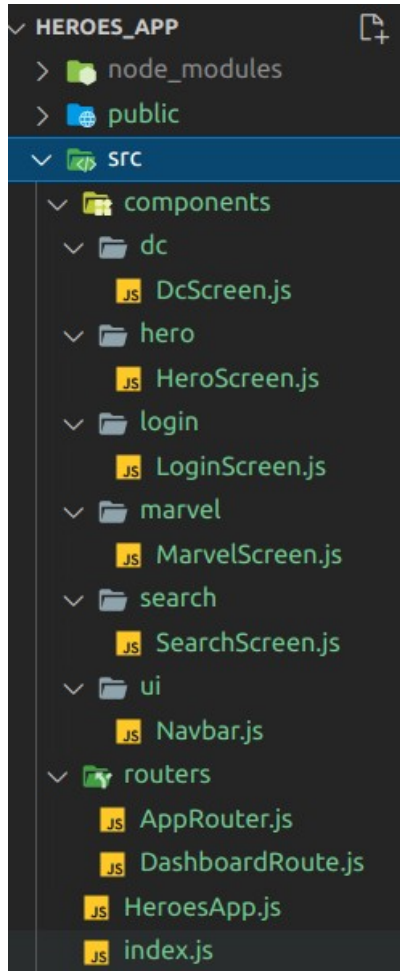 HEROES_APP
node_modules
public
src
components
dc
JS DcScreen.js
hero
JS HeroScreen.js
login
JS LoginScreen.js
marvel
JS MarvelScreen.js
search
JS SearchScreen.js
ui
JS Navbar.js
routers
JS AppRouter.js
JS DashboardRoute.js
JS HeroesApp.js
JS index.js